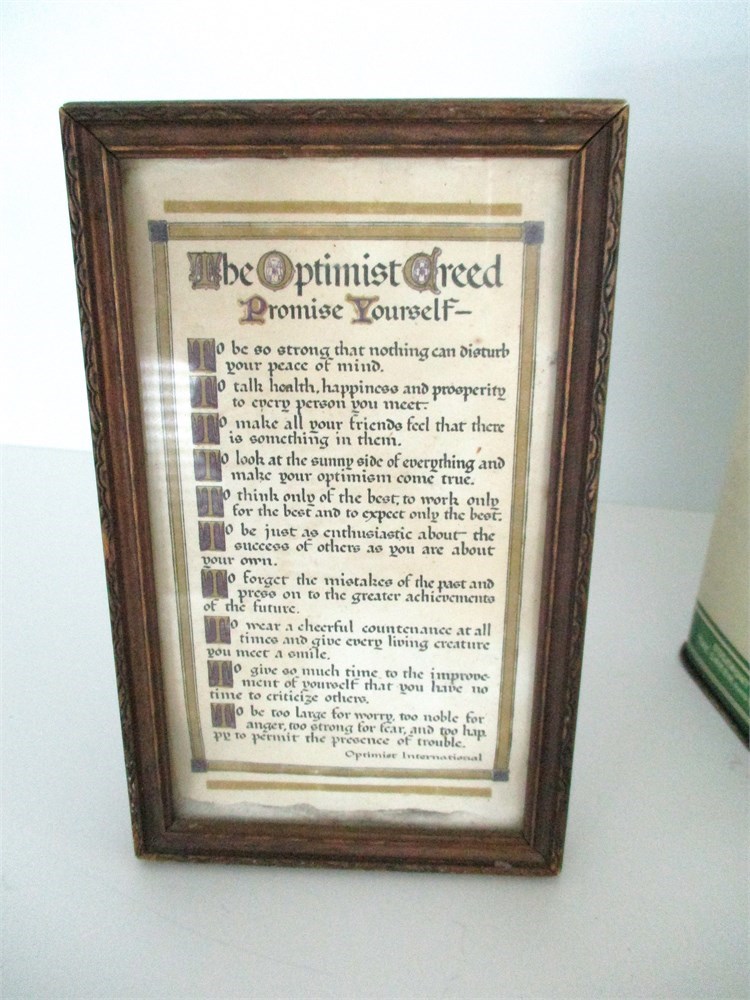 The Optimist Creed
Promise Yourself—
To be so strong that nothing can disturb
your peace of mind.
To talk health, happiness and prosperity
to every person you meet.
To make all your friends feel that there
is something in them.
To look at the sunny side of everything and
make your optimism come true.
To think only of the best, to work only
for the best and to expect only the best.
To be just as enthusiastic about the
success of others as you are about
your own.
To forget the mistakes of the past and
press on to the greater achievements
of the future.
To wear a cheerful countenance at all
times and give every living creature
you meet a smile.
To give so much time to the improve-
ment of yourself that you have no
time to criticize others.
To be too large for worry, too noble for
anger, too strong for fear, and too hap-
py to permit the presence of trouble.
Optimist International